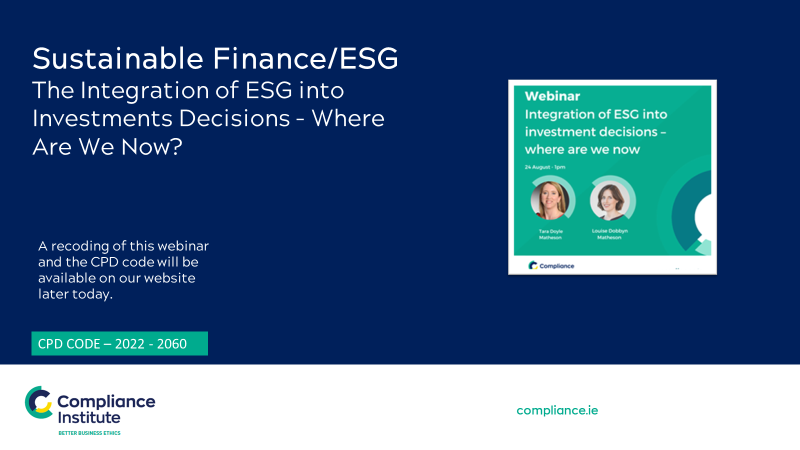 Sustainable Finance/ESG
The Integration of ESG into
Investments Decisions - Where
Are We Now?
A recoding of this webinar
and the CPD code will be
available on our website
later today.
CPD CODE – 2022 - 2060
Webinar
Integration of ESG into
investment decisions –
where are we now
24 August - 1pm
Tara Doyle
Matheson
Louise Dobbyn
Matheson
Compliance
Compliance
Institute
BETTER BUSINESS ETHICS
compliance.ie